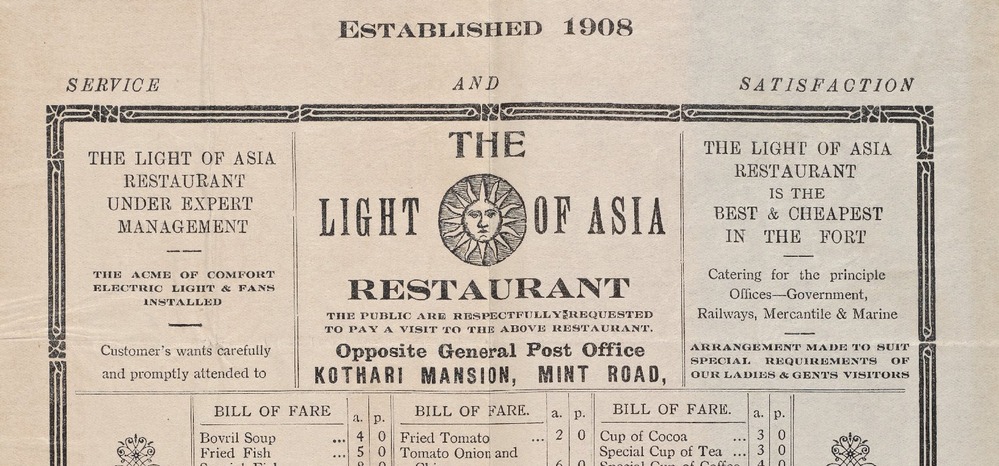 ESTABLISHED 1908
SERVICE AND SATISFACTION
THE LIGHT OF ASIA
RESTAURANT
UNDER EXPERT
MANAGEMENT
THE ACME OF COMFORT
ELECTRIC LIGHT & FANS
INSTALLED
Customer's wants carefully
and promptly attended to
THE
LIGHT OF ASIA
RESTAURANT
THE PUBLIC ARE RESPECTFULLY REQUESTED
TO PAY A VISIT TO THE ABOVE RESTAURANT.
Opposite General Post Office
KOTHARI MANSION, MINT ROAD,
THE LIGHT OF ASIA
RESTAURANT
IS THE
BEST & CHEAPEST
IN THE FORT
Catering for the principle
Offices—Government,
Railways, Mercantile & Marine
ARRANGEMENT MADE TO SUIT
SPECIAL REQUIREMENTS OF
OUR LADIES & GENTS VISITORS
BILL OF FARE a. p.
Bovril Soup ... 4 0
Fried Fish ... 5 0
BILL OF FARE. a. p.
Fried Tomato ... 2 0
Tomato Onion and
BILL OF FARE. a. p.
Cup of Cocoa ... 3 0
Special Cup of Tea ... 3 0
Special Cup of Coffee ... 4 0